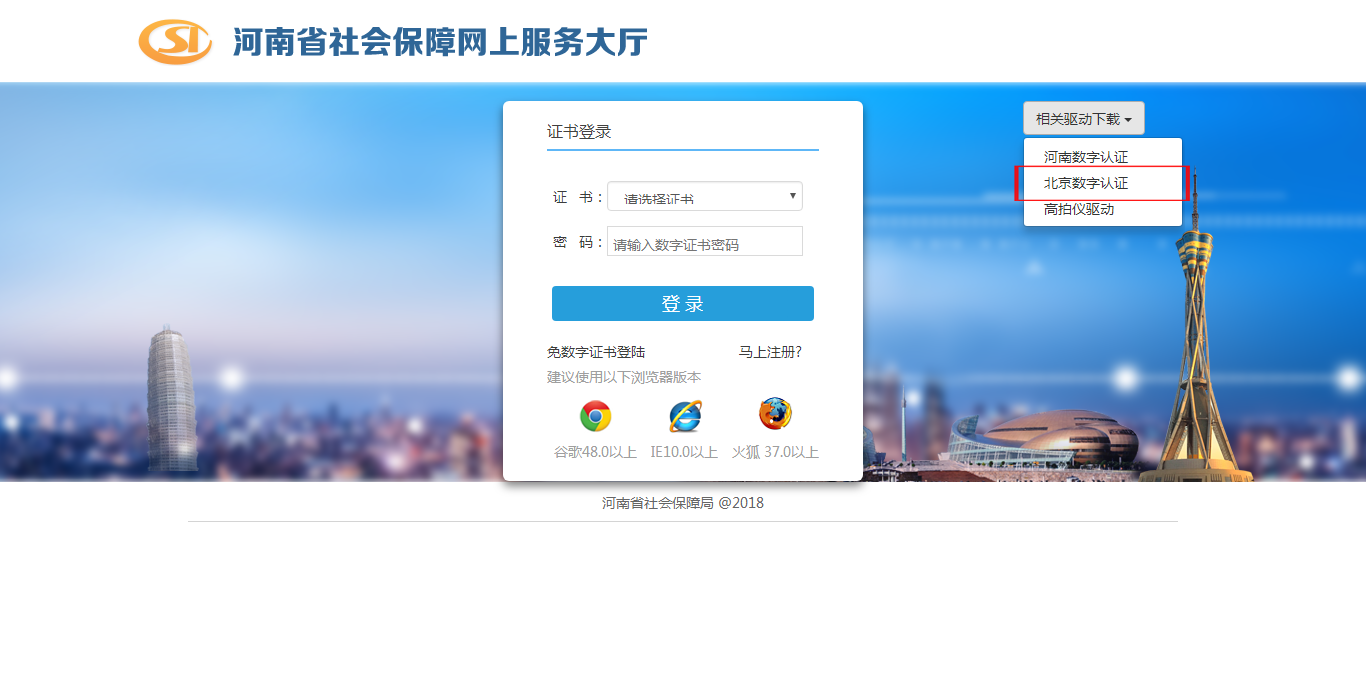 河南省社会保障网上服务大厅
证书登录
相关驱动下载
河南数字认证
北京数字认证
高拍仪驱动
证 书： 请选择证书
密 码： 请输入数字证书密码
登 录
免数字证书登陆 马上注册?
建议使用以下浏览器版本
谷歌48.0以上 IE10.0以上 火狐 37.0以上
河南省社会保障局 @2018